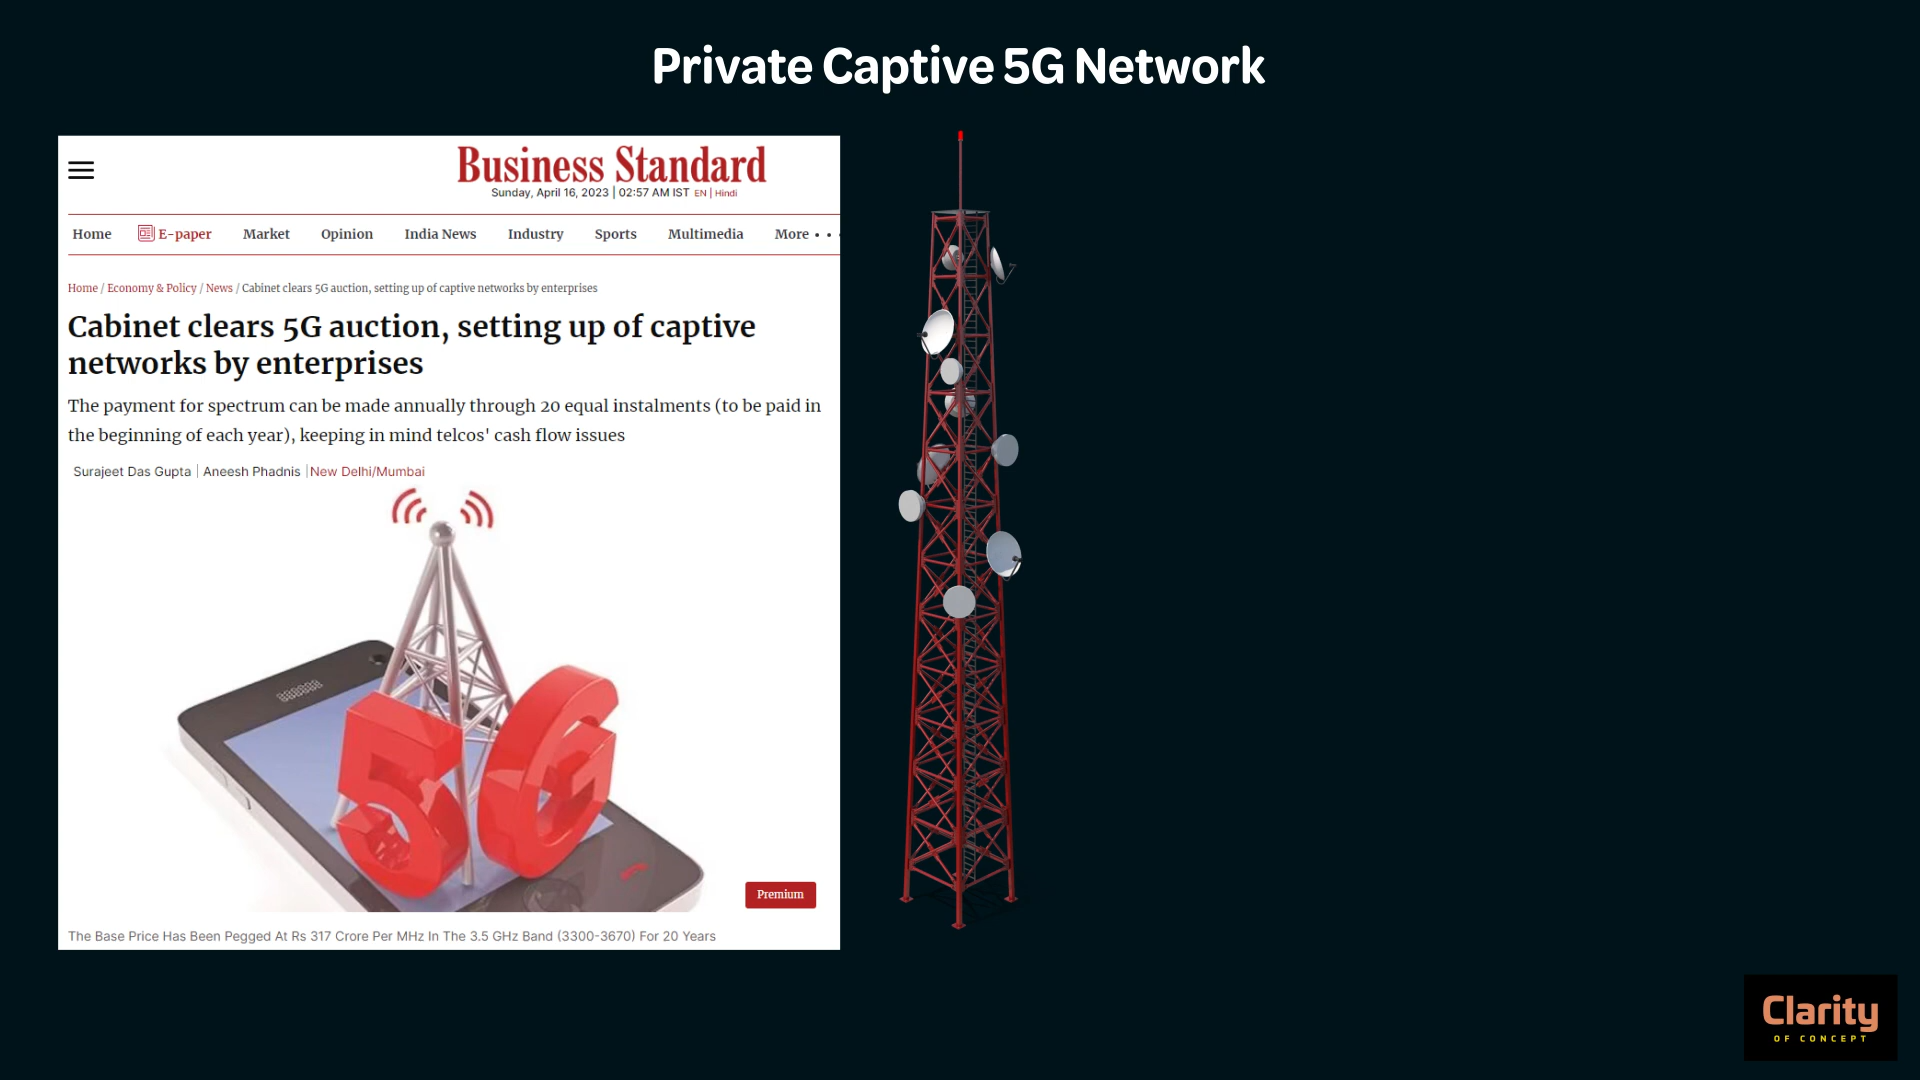 Private Captive 5G Network
Business Standard
Sunday, April 16, 2023 | 02:57 AM IST EN | Hindi
Home E-paper Market Opinion India News Industry Sports Multimedia More
Home / Economy & Policy / News / Cabinet clears 5G auction, setting up of captive networks by enterprises
Cabinet clears 5G auction, setting up of captive
networks by enterprises
The payment for spectrum can be made annually through 20 equal instalments (to be paid in
the beginning of each year), keeping in mind telcos' cash flow issues
Surajeet Das Gupta | Aneesh Phadnis | New Delhi/Mumbai
5G
Premium
The Base Price Has Been Pegged At Rs 317 Crore Per MHz In The 3.5 GHz Band (3300-3670) For 20 Years
Clarity
OF CONCEPT